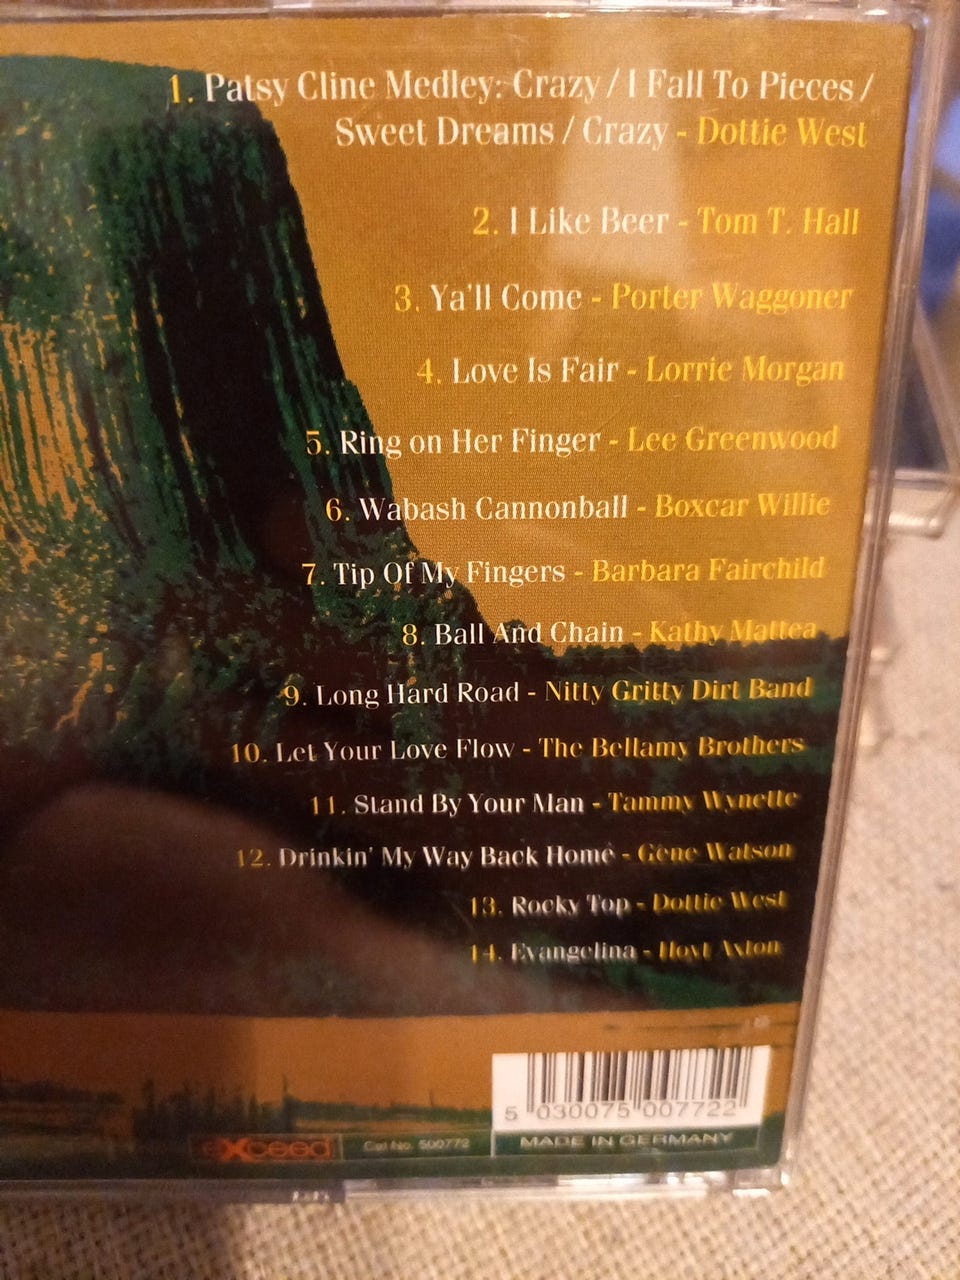 1. Patsy Cline Medley: Crazy / I Fall To Pieces /
Sweet Dreams / Crazy - Dottie West
2. I Like Beer - Tom T. Hall
3. Ya'll Come - Porter Waggoner
4. Love Is Fair - Lorrie Morgan
5. Ring on Her Finger - Lee Greenwood
6. Wabash Cannonball - Boxcar Willie
7. Tip Of My Fingers - Barbara Fairchild
8. Ball And Chain - Kathy Mattea
9. Long Hard Road - Nitty Gritty Dirt Band
10. Let Your Love Flow - The Bellamy Brothers
11. Stand By Your Man - Tammy Wynette
12. Drinkin' My Way Back Home - Gene Watson
13. Rocky Top - Dottie West
14. Evangelina - Hoyt Axton
5 030075 007722
exceed Cat No. 500772 MADE IN GERMANY